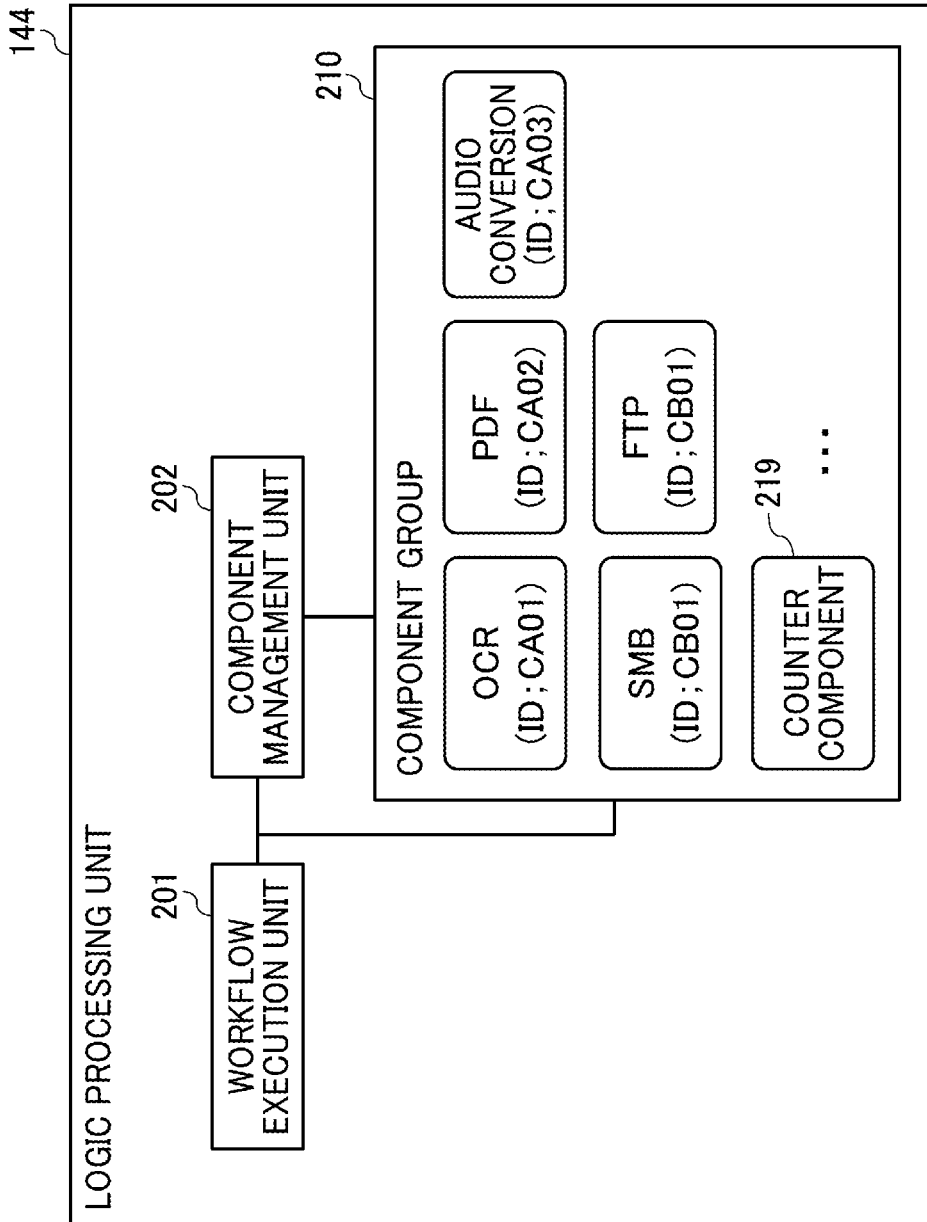 144
LOGIC PROCESSING UNIT
201
WORKFLOW
EXECUTION UNIT
202
COMPONENT
MANAGEMENT UNIT
210
COMPONENT GROUP
OCR
(ID;CA01)
PDF
(ID;CA02)
AUDIO
CONVERSION
(ID;CA03)
SMB
(ID;CB01)
FTP
(ID;CB01)
219
COUNTER
COMPONENT
...